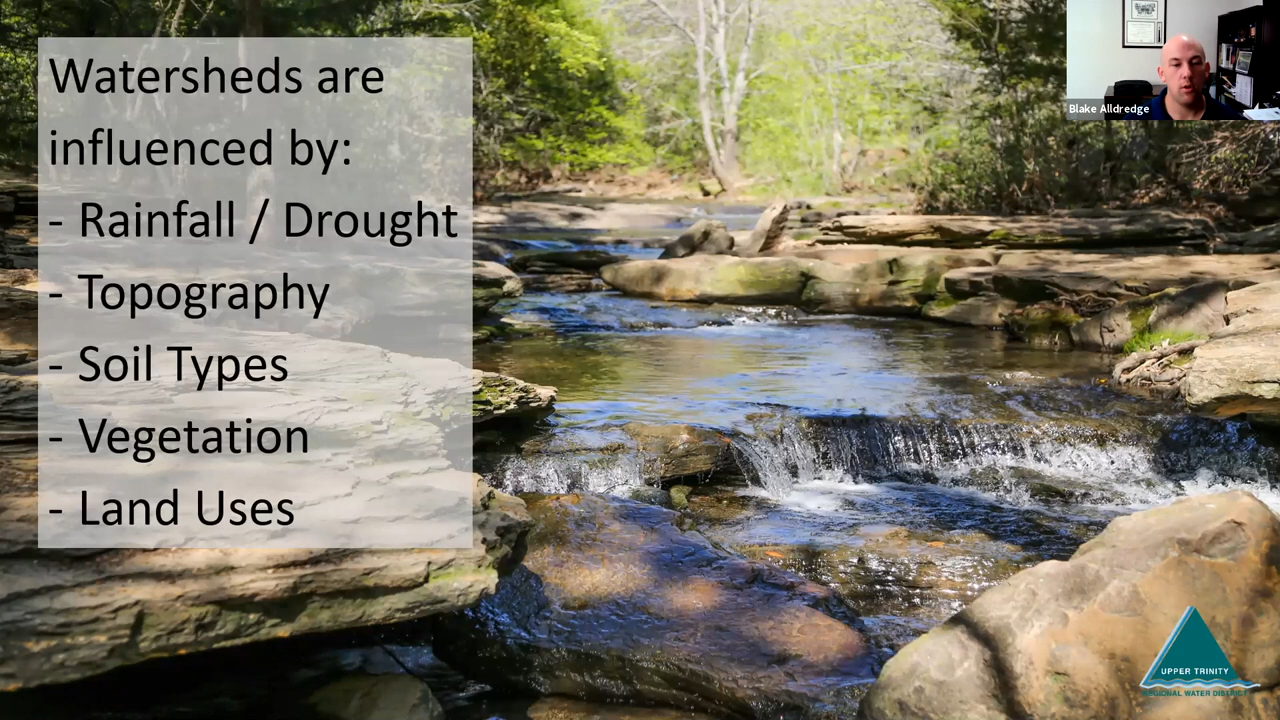 Watersheds are
influenced by:
- Rainfall / Drought
- Topography
- Soil Types
- Vegetation
- Land Uses
Blake Alldredge
UPPER TRINITY
REGIONAL WATER DISTRICT